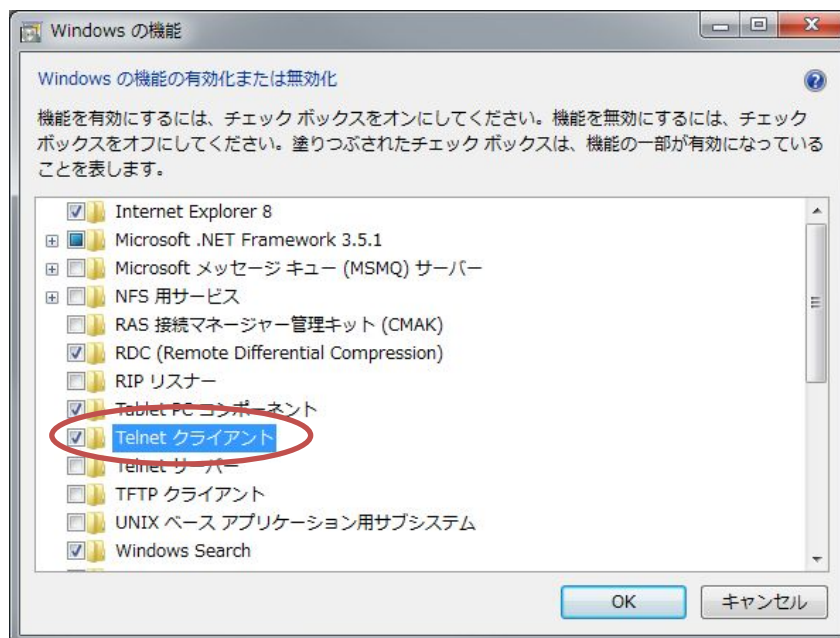 Windows の機能
Windows の機能の有効化または無効化
機能を有効にするには、チェック ボックスをオンにしてください。機能を無効にするには、チェック
ボックスをオフにしてください。塗りつぶされたチェック ボックスは、機能の一部が有効になっている
ことを表します。
Internet Explorer 8
Microsoft .NET Framework 3.5.1
Microsoft メッセージ キュー (MSMQ) サーバー
NFS 用サービス
RAS 接続マネージャー管理キット (CMAK)
RDC (Remote Differential Compression)
RIP リスナー
Tablet PC コンポーネント
Telnet クライアント
Telnet サーバー
TFTP クライアント
UNIX ベース アプリケーション用サブシステム
Windows Search
OK
キャンセル